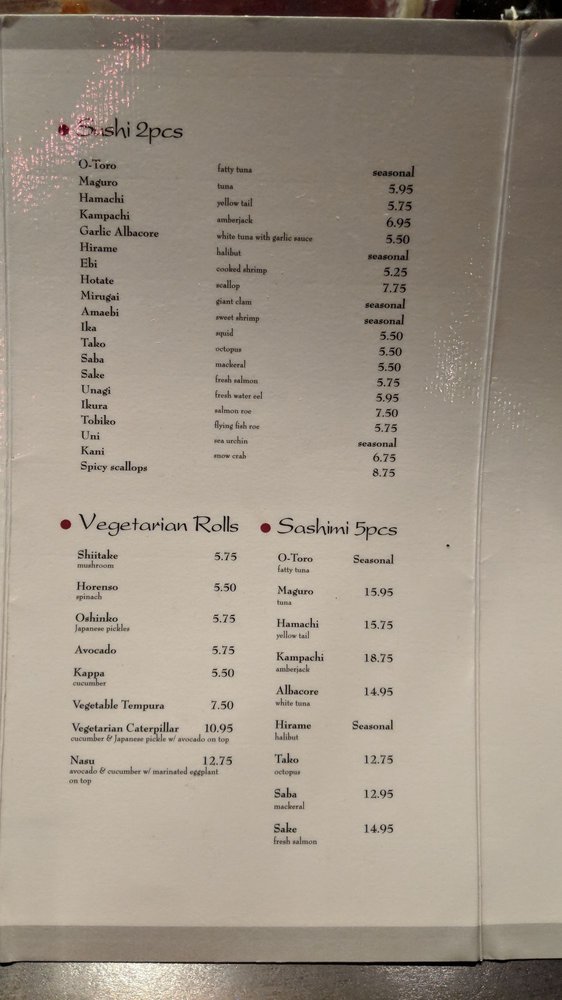 Sushi 2pcs
O-Toro fatty tuna seasonal
Maguro tuna 5.95
Hamachi yellow tail 5.75
Kampachi amberjack 6.95
Garlic Albacore white tuna with garlic sauce 5.50
Hirame halibut seasonal
Ebi cooked shrimp 5.25
Hotate scallop 7.75
Mirugai giant clam seasonal
Amaebi sweet shrimp seasonal
Ika squid 5.50
Tako octopus 5.50
Saba mackeral 5.50
Sake fresh salmon 5.75
Unagi fresh water eel 5.95
Ikura salmon roe 7.50
Tobiko flying fish roe 5.75
Uni sea urchin seasonal
Kani snow crab 6.75
Spicy scallops 8.75
Vegetarian Rolls
Shiitake 5.75
mushroom
Horenso 5.50
spinach
Oshinko 5.75
Japanese pickles
Avocado 5.75
Kappa 5.50
cucumber
Vegetable Tempura 7.50
Vegetarian Caterpillar 10.95
cucumber & Japanese pickle w/ avocado on top
Nasu 12.75
avocado & cucumber w/ marinated eggplant
on top
Sashimi 5pcs
O-Toro Seasonal
fatty tuna
Maguro 15.95
tuna
Hamachi 15.75
yellow tail
Kampachi 18.75
amberjack
Albacore 14.95
white tuna
Hirame Seasonal
halibut
Tako 12.75
octopus
Saba 12.95
mackeral
Sake 14.95
fresh salmon